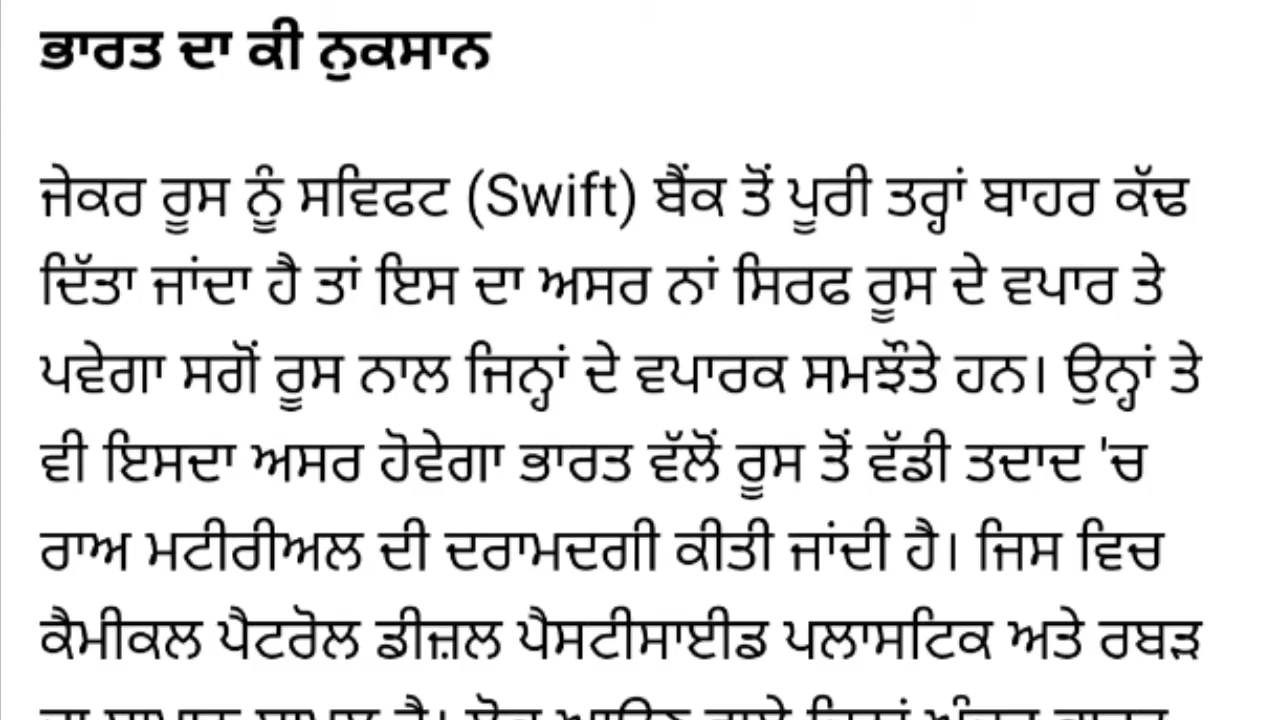 ਭਾਰਤ ਦਾ ਕੀ ਨੁਕਸਾਨ
ਜੇਕਰ ਰੂਸ ਨੂੰ ਸਵਿਫਟ (Swift) ਬੈਂਕ ਤੋਂ ਪੂਰੀ ਤਰ੍ਹਾਂ ਬਾਹਰ ਕੱਢ
ਦਿੱਤਾ ਜਾਂਦਾ ਹੈ ਤਾਂ ਇਸ ਦਾ ਅਸਰ ਨਾਂ ਸਿਰਫ ਰੂਸ ਦੇ ਵਪਾਰ ਤੇ
ਪਵੇਗਾ ਸਗੋਂ ਰੂਸ ਨਾਲ ਜਿਨ੍ਹਾਂ ਦੇ ਵਪਾਰਕ ਸਮਝੌਤੇ ਹਨ। ਉਨ੍ਹਾਂ ਤੇ
ਵੀ ਇਸਦਾ ਅਸਰ ਹੋਵੇਗਾ ਭਾਰਤ ਵੱਲੋਂ ਰੂਸ ਤੋਂ ਵੱਡੀ ਤਦਾਦ 'ਚ
ਰਾਅ ਮਟੀਰੀਅਲ ਦੀ ਦਰਾਮਦਗੀ ਕੀਤੀ ਜਾਂਦੀ ਹੈ। ਜਿਸ ਵਿਚ
ਕੈਮੀਕਲ ਪੈਟਰੋਲ ਡੀਜ਼ਲ ਪੈਸਟੀਸਾਈਡ ਪਲਾਸਟਿਕ ਅਤੇ ਰਬੜ